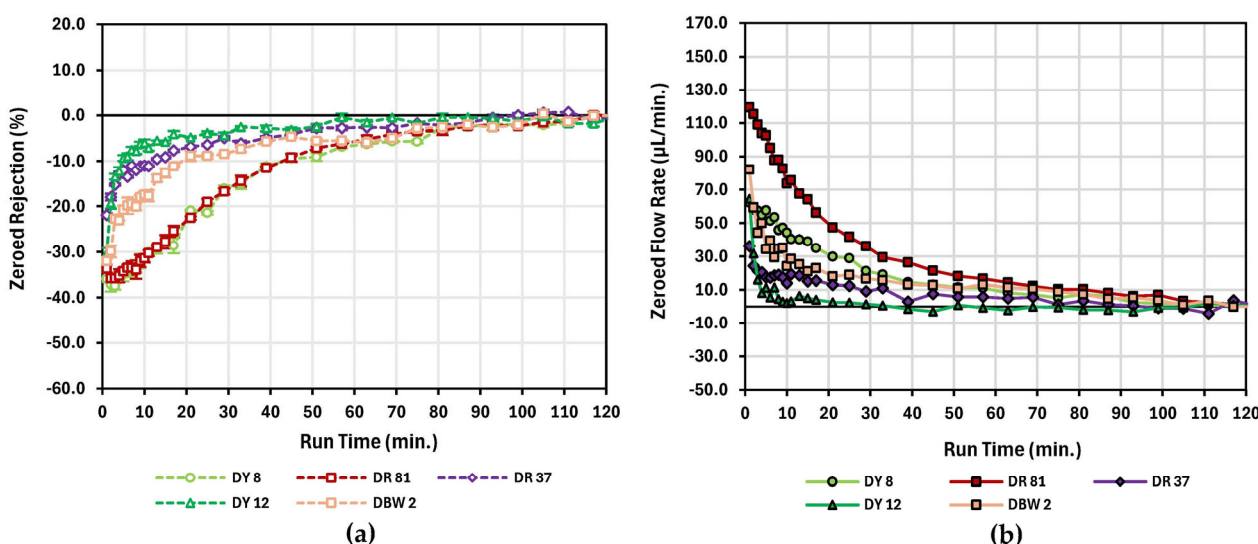 20.0
10.0
0.0
-10.0
-20.0
-30.0
-40.0
-50.0
-60.0
Zeroed Rejection (%)
0 10 20 30 40 50 60 70 80 90 100 110 120
Run Time (min.)
DY 8 DR 81 DR 37
DY 12 DBW 2
(a)
170.0
150.0
130.0
110.0
90.0
70.0
50.0
30.0
10.0
-10.0
-30.0
-50.0
Zeroed Flow Rate (µL/min.)
0 10 20 30 40 50 60 70 80 90 100 110 120
Run Time (min.)
DY 8 DR 81 DR 37
DY 12 DBW 2
(b)